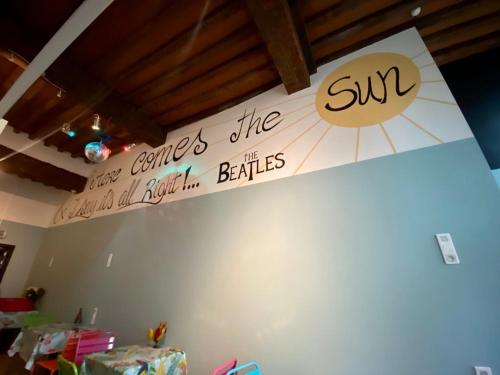 Here comes the Sun
& I say it's all Right!... THE BEATLES